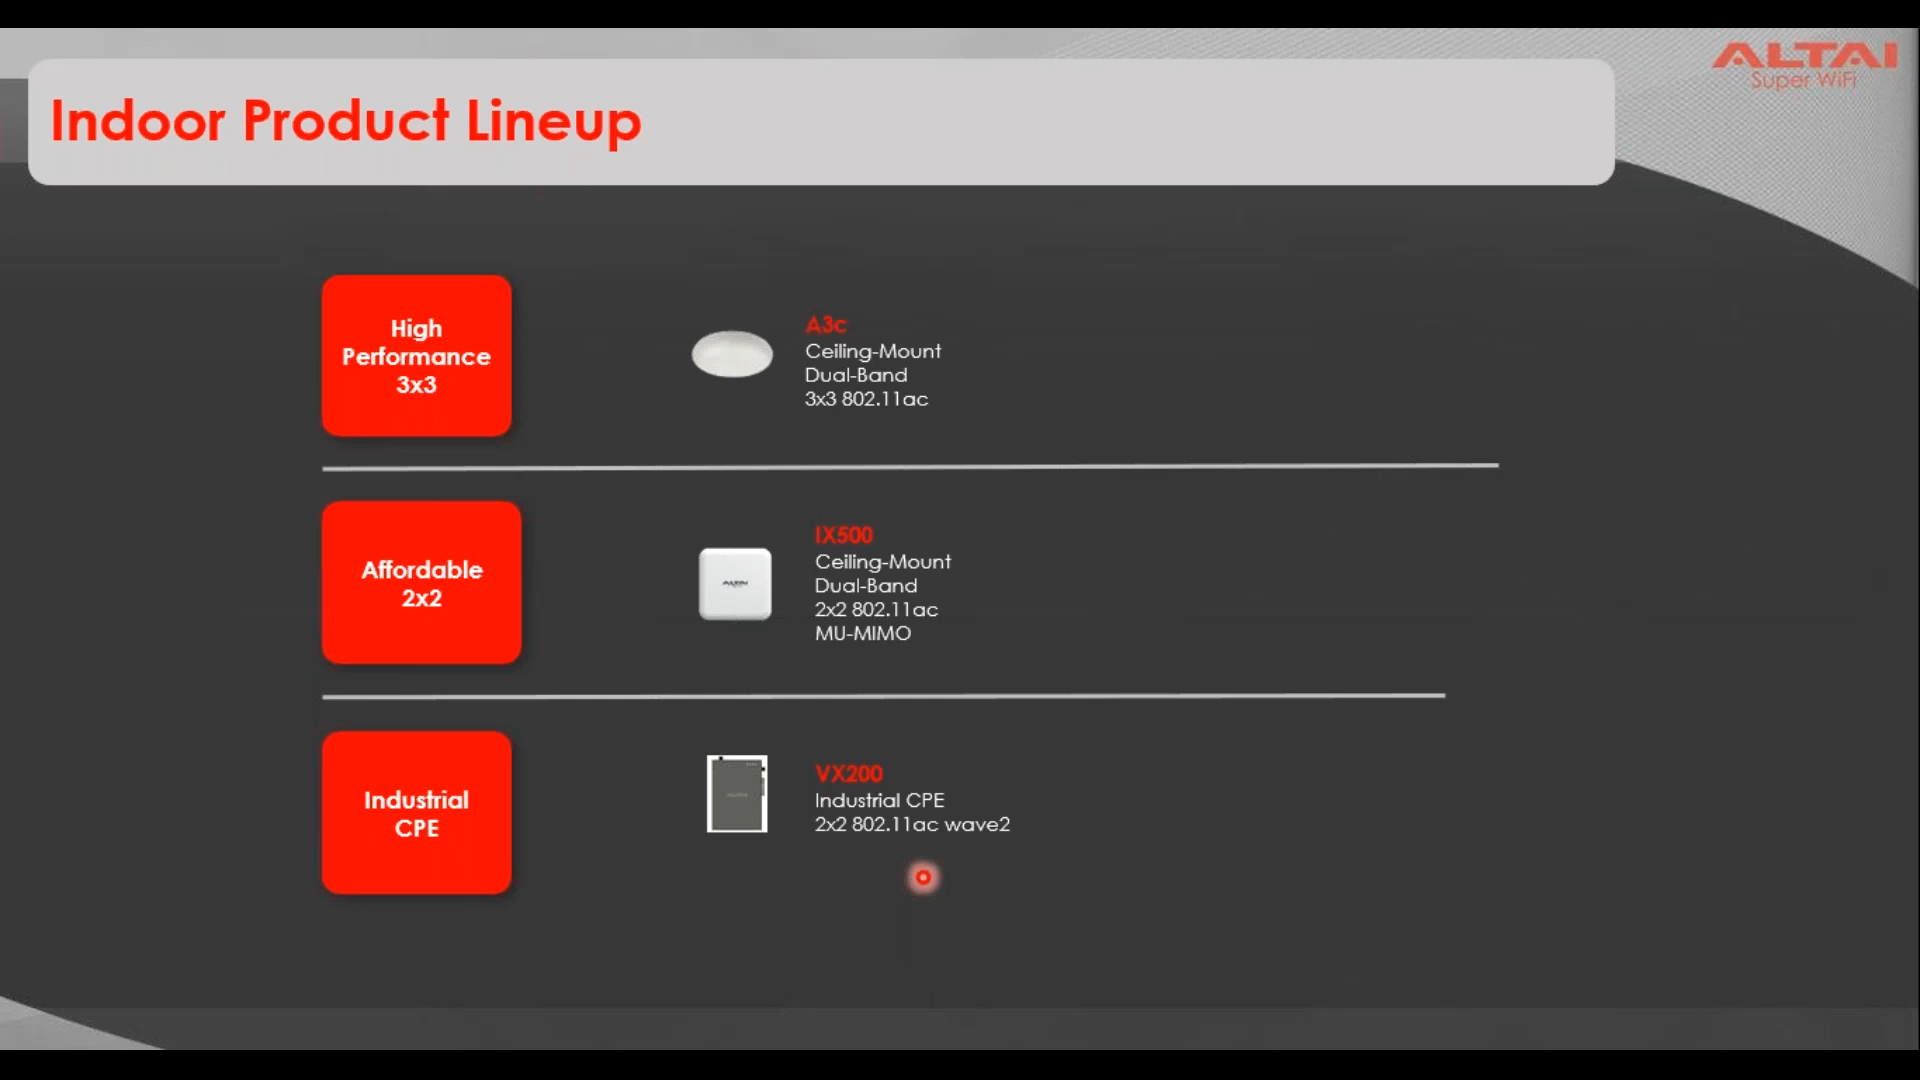 ALTAI
Super WiFi
Indoor Product Lineup
High
Performance
3x3
A3c
Ceiling-Mount
Dual-Band
3x3 802.11ac
Affordable
2x2
ALTAI
IX500
Ceiling-Mount
Dual-Band
2x2 802.11ac
MU-MIMO
Industrial
CPE
VX200
Industrial CPE
2x2 802.11ac wave2